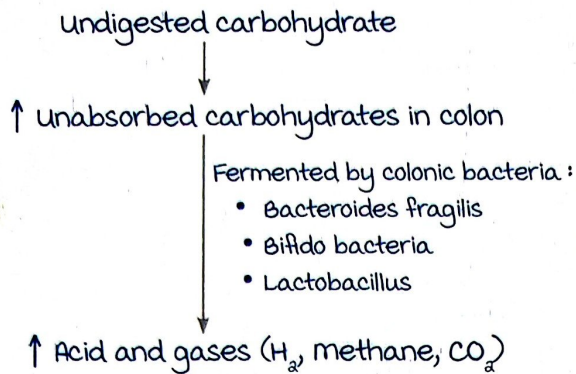 undigested carbohydrate
↑ unabsorbed carbohydrates in colon
Fermented by colonic bacteria:
• Bacteroides fragilis
• Bifido bacteria
• Lactobacillus
↑ Acid and gases (H₂, methane, CO₂)